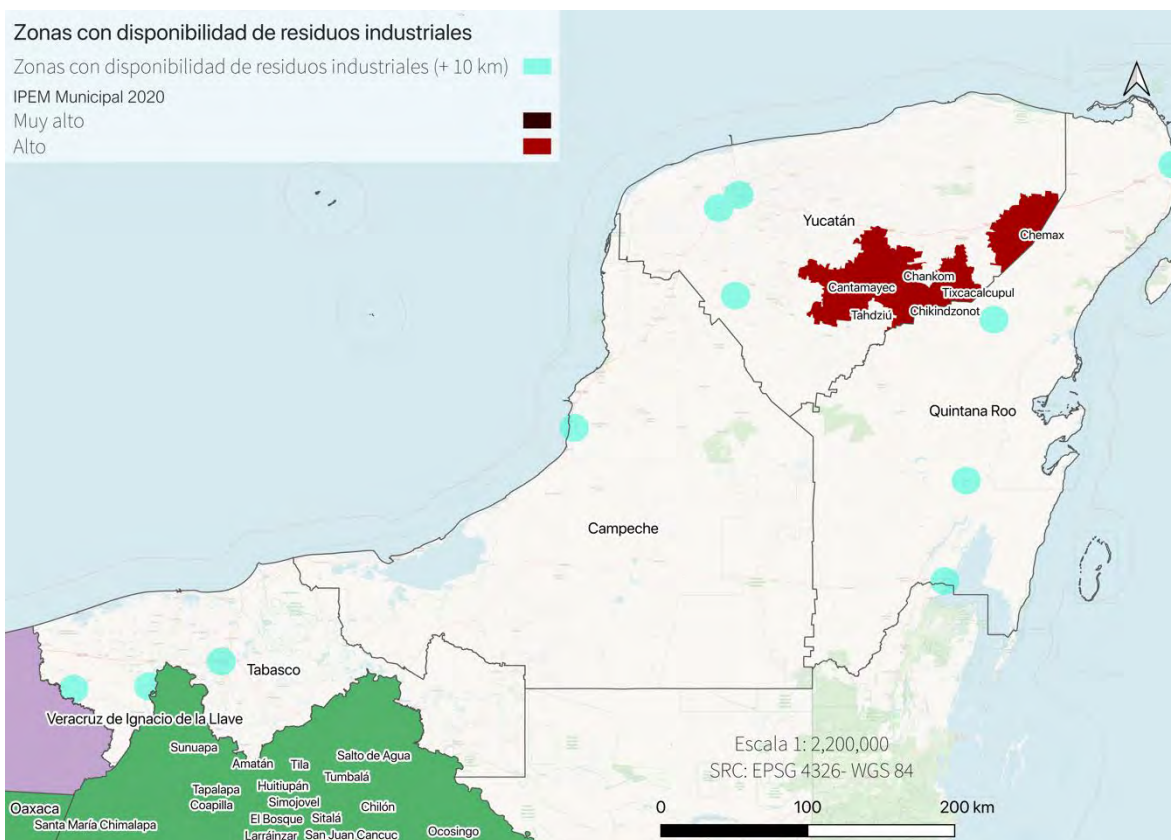 Zonas con disponibilidad de residuos industriales
Zonas con disponibilidad de residuos industriales (+ 10 km)
IPEM Municipal 2020
Muy alto
Alto
Yucatán
Chemax
Chankom
Cantamayec
Tixcacalcupul
Tahdziú
Chikindzonot
Quintana Roo
Campeche
Tabasco
Veracruz de Ignacio de la Llave
Sunuapa
Amatán
Tila
Salto de Agua
Tumbalá
Tapalapa
Huitiupán
Coapilla
Simojovel
Chilón
El Bosque
Sitalá
Oaxaca
Santa María Chimalapa
Larráinzar
San Juan Cancuc
Ocosingo
Escala 1: 2,200,000
SRC: EPSG 4326- WGS 84
0 100 200 km